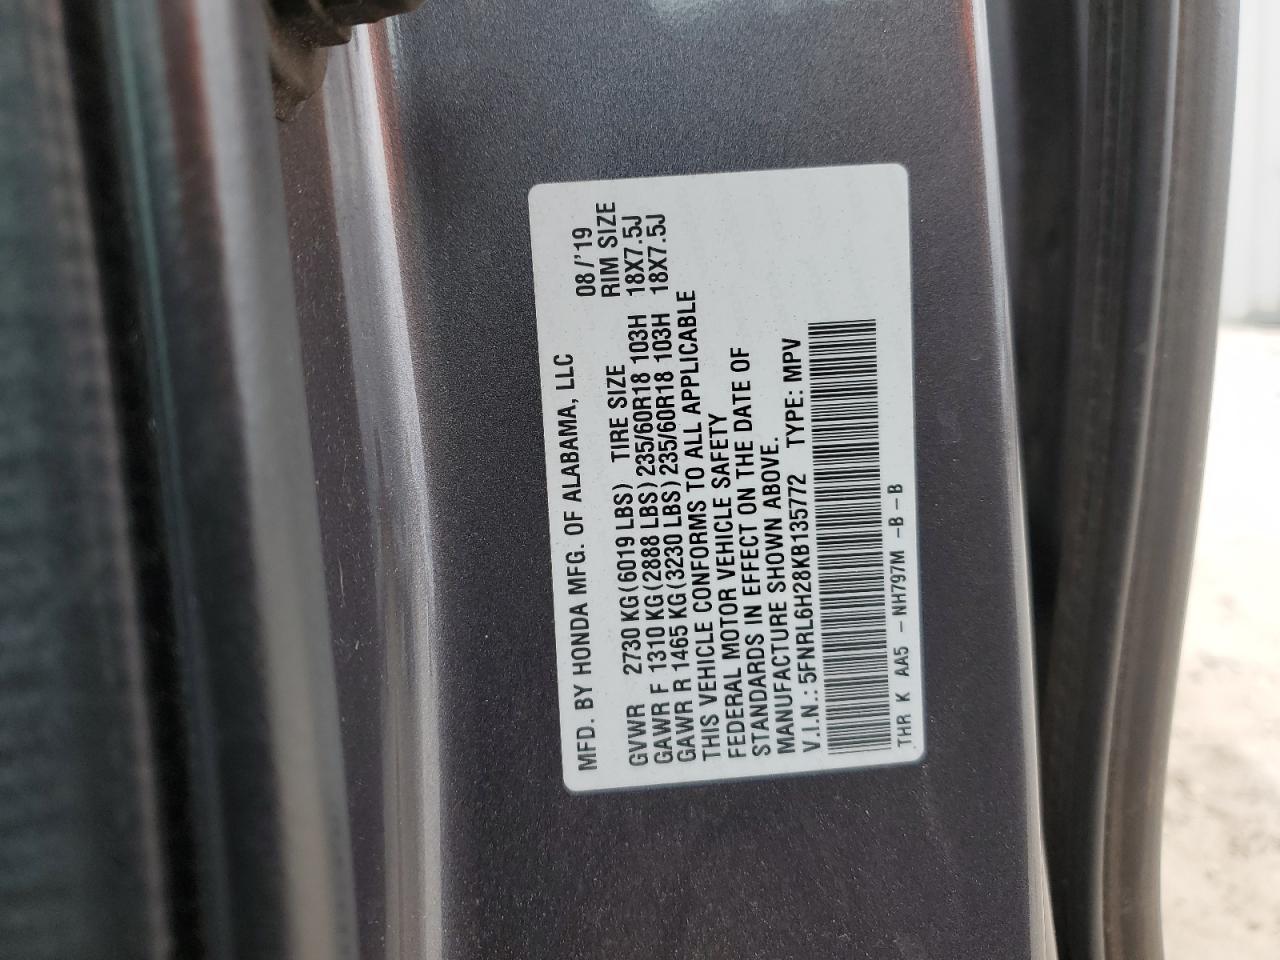 MFD. BY HONDA MFG. OF ALABAMA, LLC 08/'19
GVWR 2730 KG (6019 LBS) TIRE SIZE RIM SIZE
GAWR F 1310 KG (2888 LBS) 235/60R18 103H 18X7.5J
GAWR R 1465 KG (3230 LBS) 235/60R18 103H 18X7.5J
THIS VEHICLE CONFORMS TO ALL APPLICABLE
FEDERAL MOTOR VEHICLE SAFETY
STANDARDS IN EFFECT ON THE DATE OF
MANUFACTURE SHOWN ABOVE.
V.I.N.: 5FNRL6H28KB135772 TYPE: MPV
THR K AA5 -NH797M -B-B